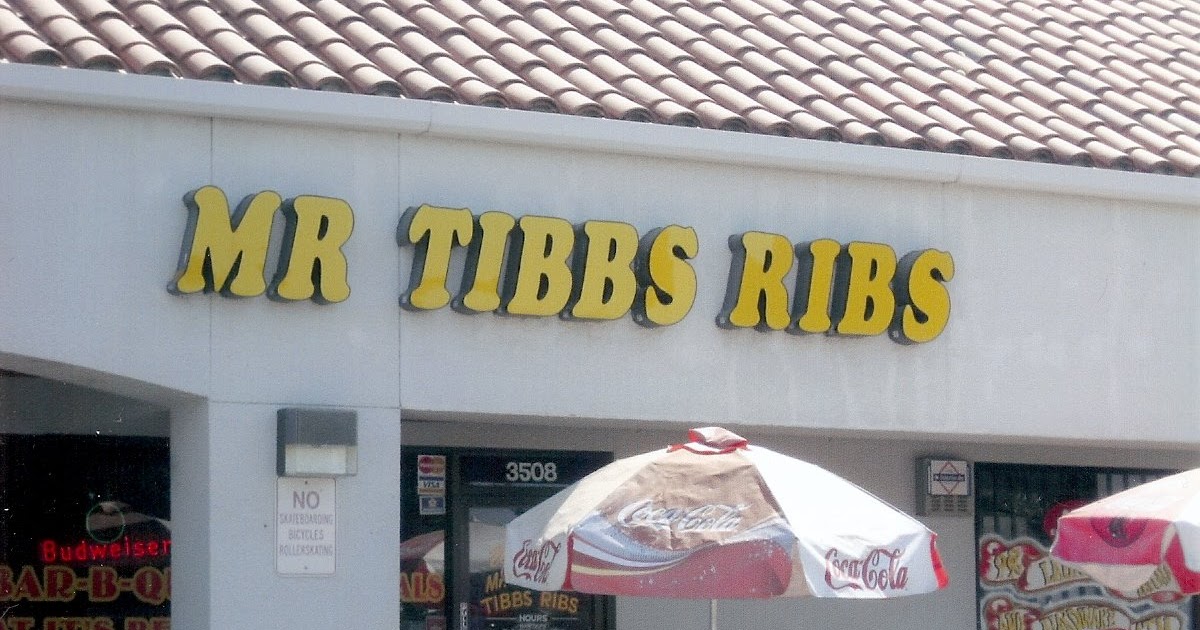 MR TIBBS RIBS
3508
VISA
NO
SKATEBOARDING
BICYCLES
ROLLERSKATING
Budweiser
BAR-B-Q
Coca-Cola
Coca-Cola
Coca-Cola
TIBBS RIBS
HOURS